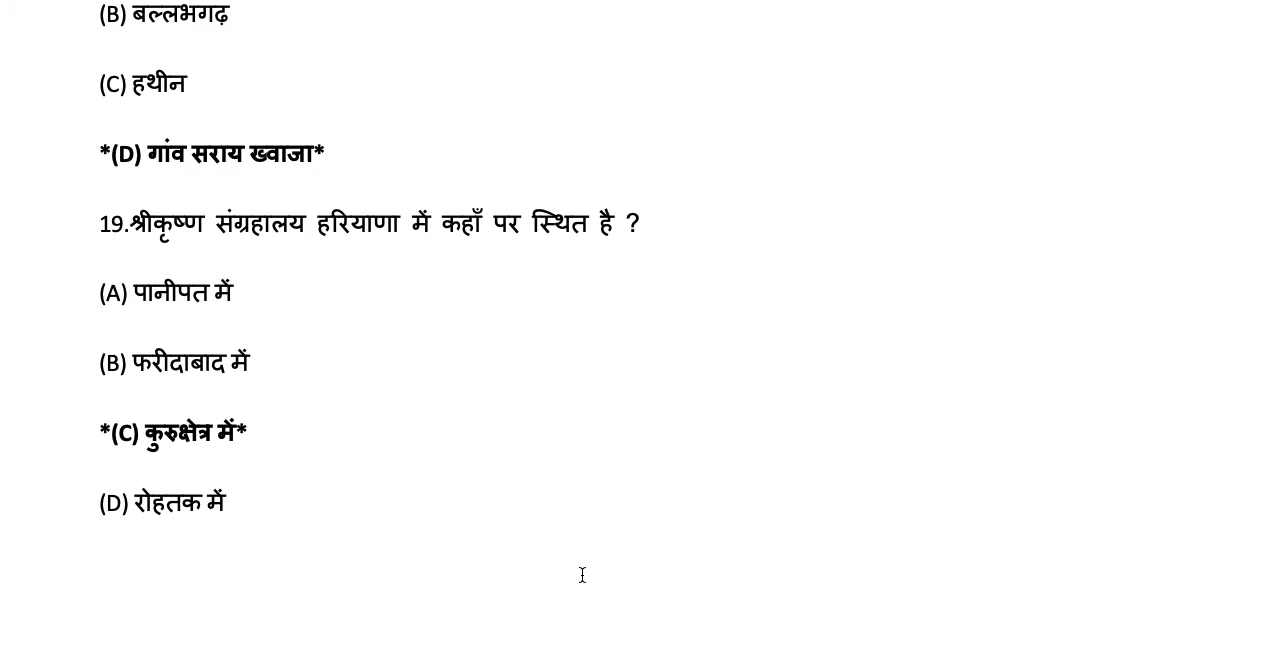 (B) बल्लभगढ़
(C) हथीन
*(D) गांव सराय ख्वाजा*
19.श्रीकृष्ण संग्रहालय हरियाणा में कहाँ पर स्थित है ?
(A) पानीपत में
(B) फरीदाबाद में
*(C) कुरुक्षेत्र में*
(D) रोहतक में